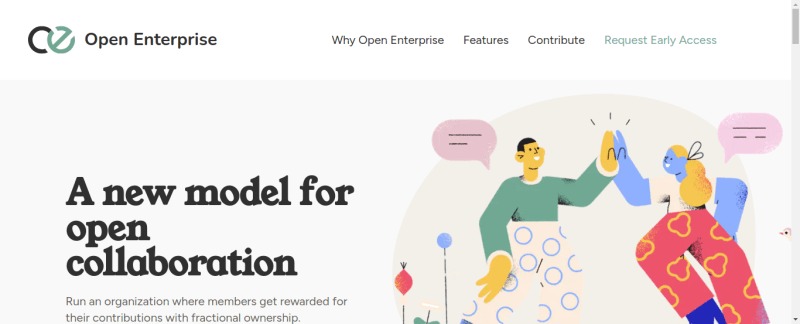 Open Enterprise
Why Open Enterprise Features Contribute Request Early Access
A new model for
open
collaboration
Run an organization where members get rewarded for
their contributions with fractional ownership.